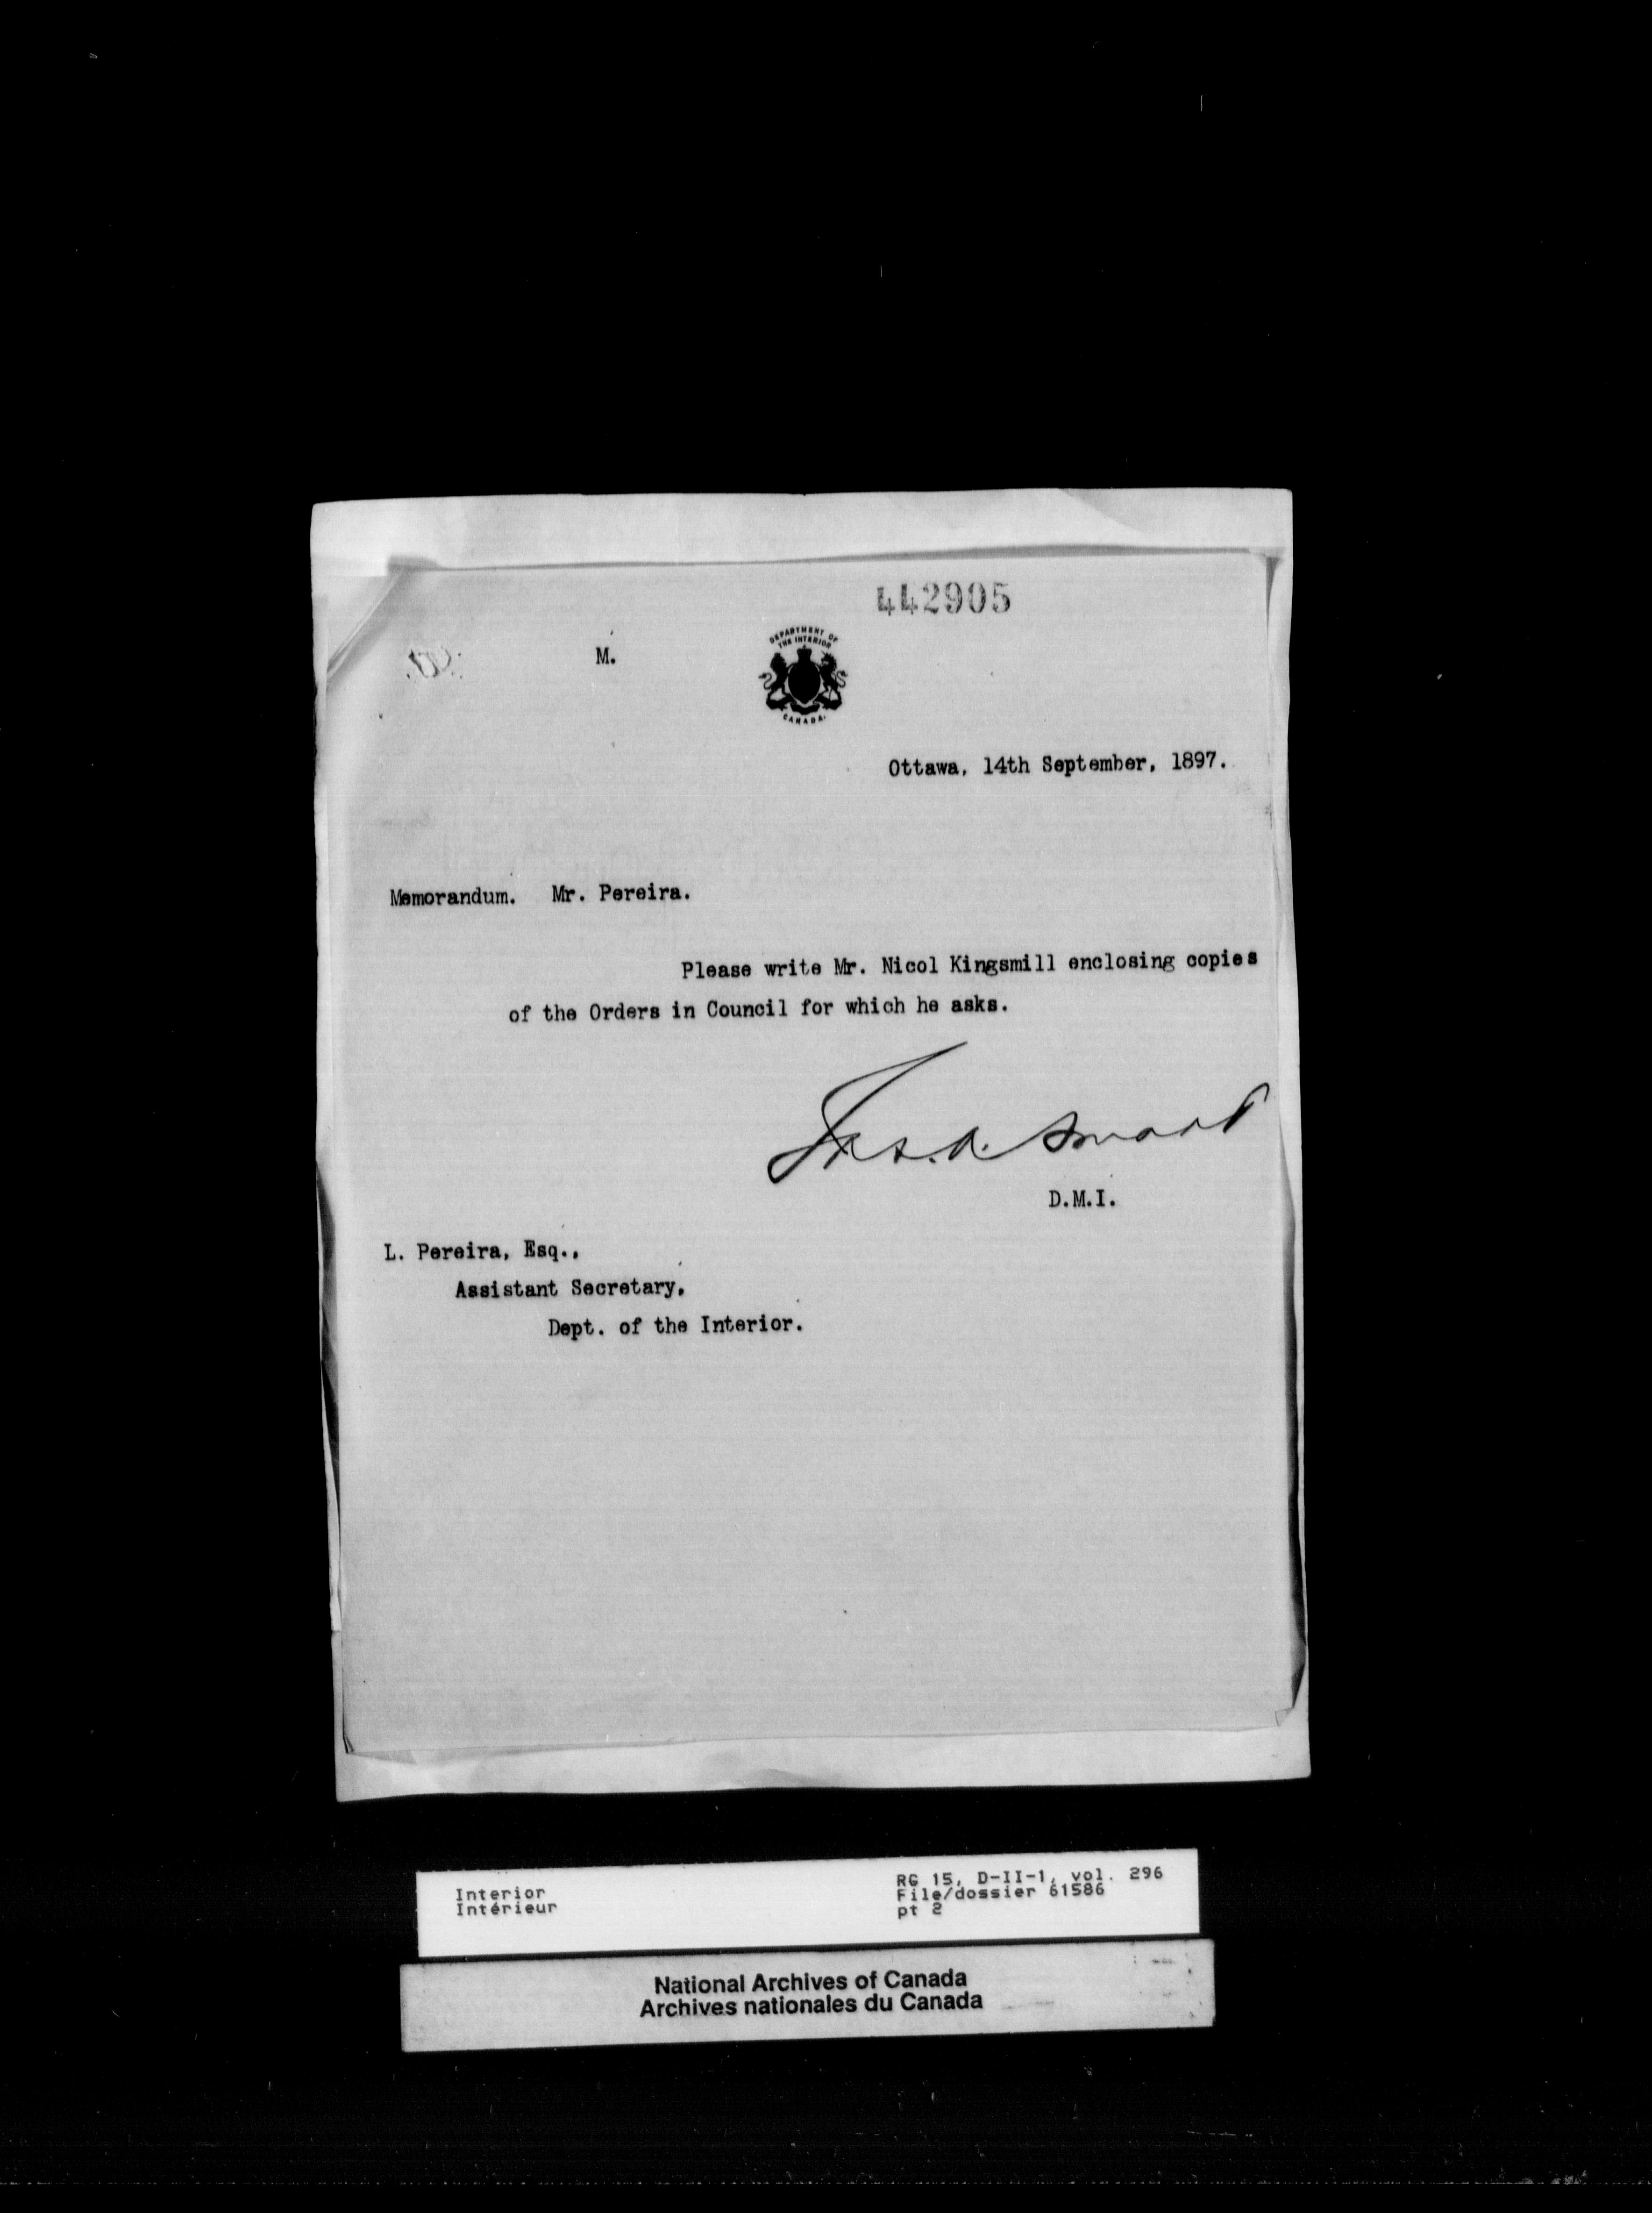 442905
M.
DEPARTMENT OF
THE INTERIOR
CANADA.
Ottawa, 14th September, 1897.
Memorandum. Mr. Pereira.
Please write Mr. Nicol Kingsmill enclosing copies
of the Orders in Council for which he asks.
Jas. A. Smart
D.M.I.
L. Pereira, Esq.,
Assistant Secretary,
Dept. of the Interior.
Interior
Intérieur
RG 15, D-II-1, vol. 296
File/dossier 61586
pt 2
National Archives of Canada
Archives nationales du Canada